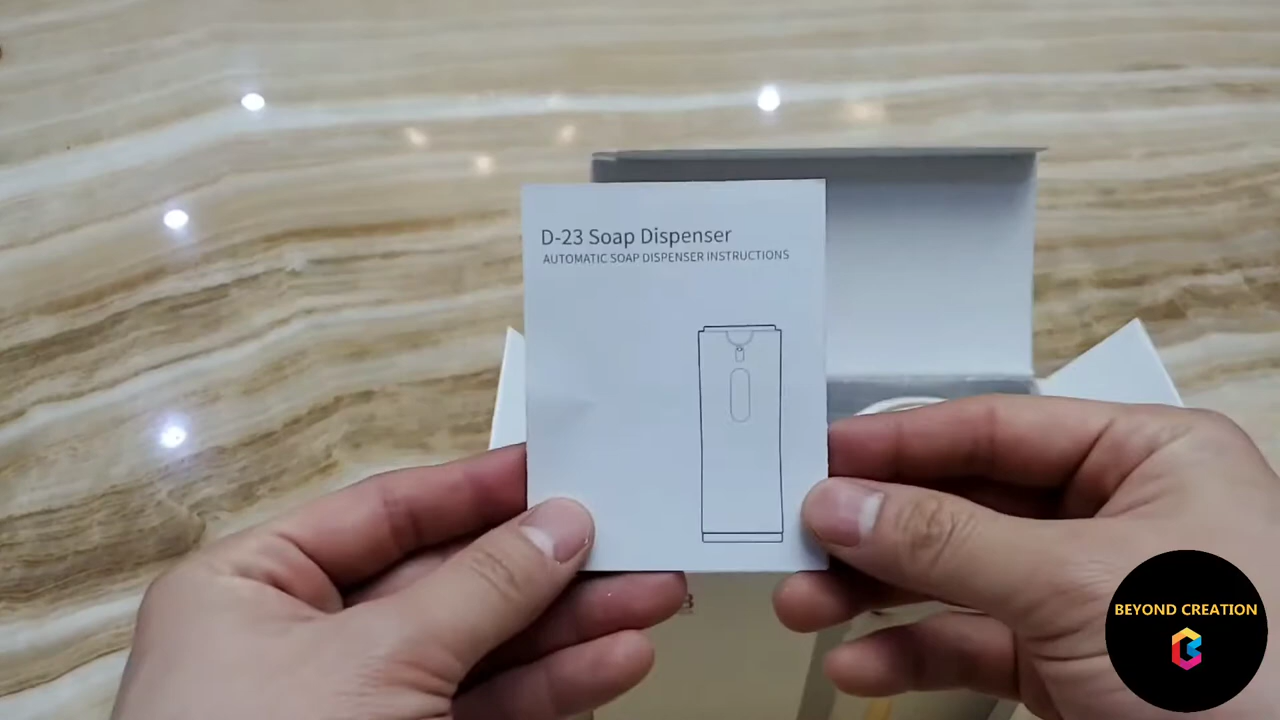 D-23 Soap Dispenser
AUTOMATIC SOAP DISPENSER INSTRUCTIONS
BEYOND CREATION